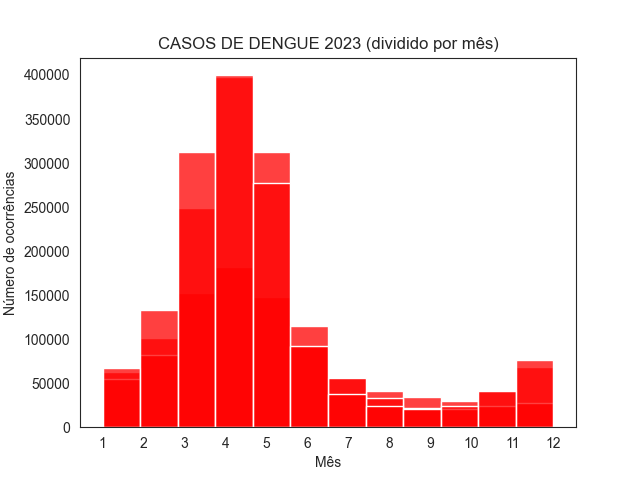 CASOS DE DENGUE 2023 (dividido por mês)
Número de ocorrências
400000
350000
300000
250000
200000
150000
100000
50000
0
1 2 3 4 5 6 7 8 9 10 11 12
Mês